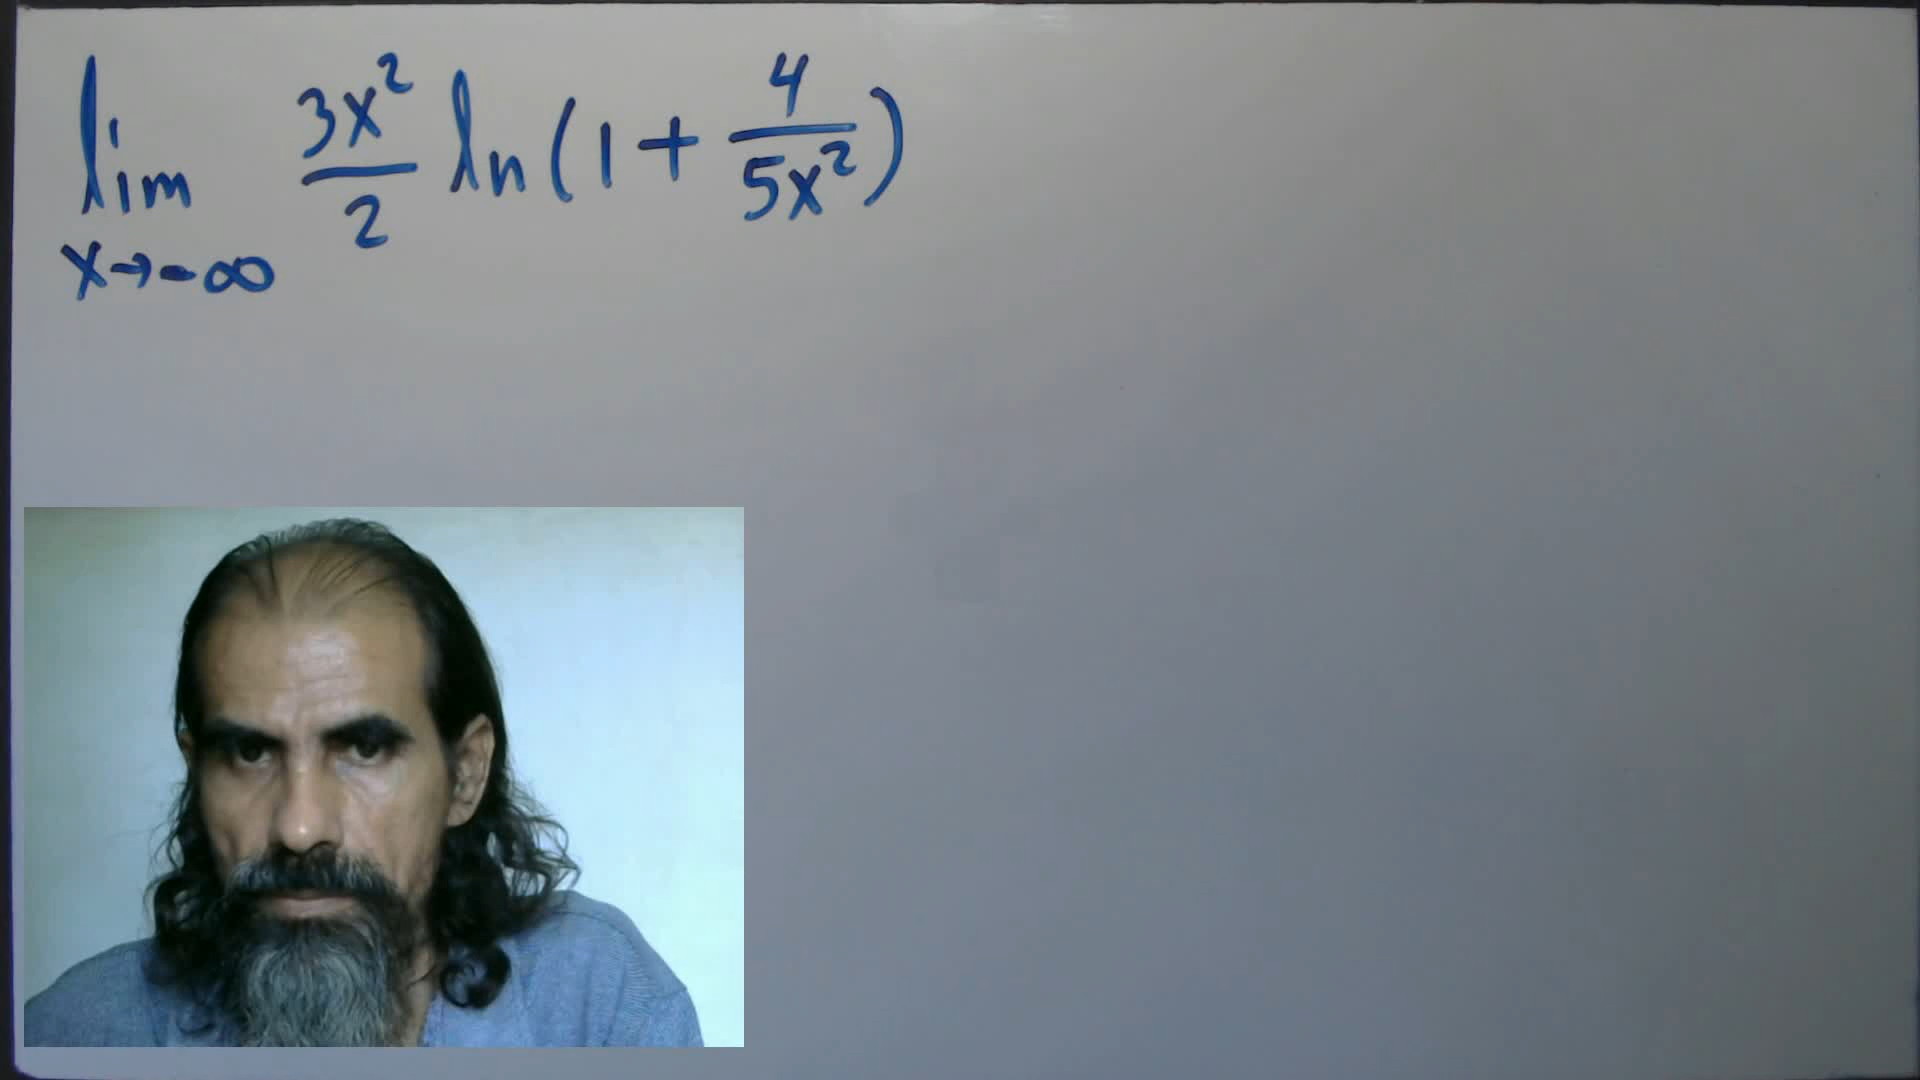 lim 3x²/2 ln(1 + 4/5x²)
x→-∞